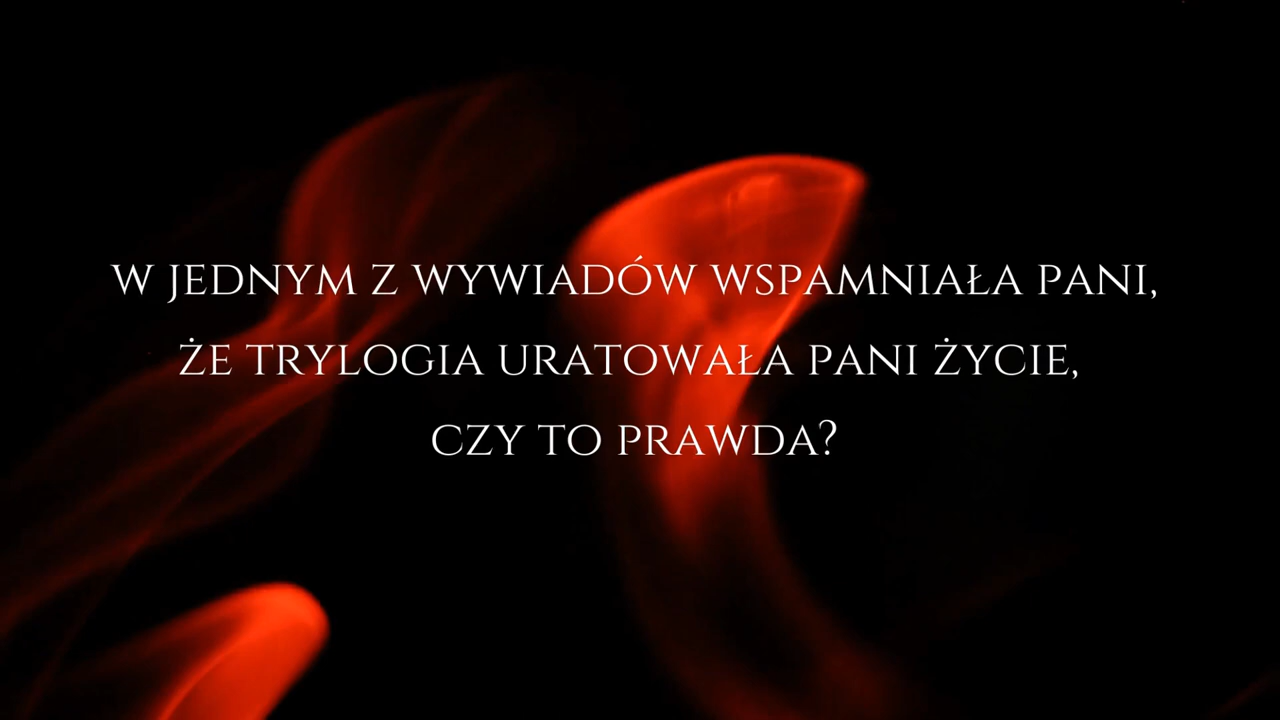 W JEDNYM Z WYWIADÓW WSPAMNIAŁA PANI,
ŻE TRYLOGIA URATOWAŁA PANI ŻYCIE,
CZY TO PRAWDA?